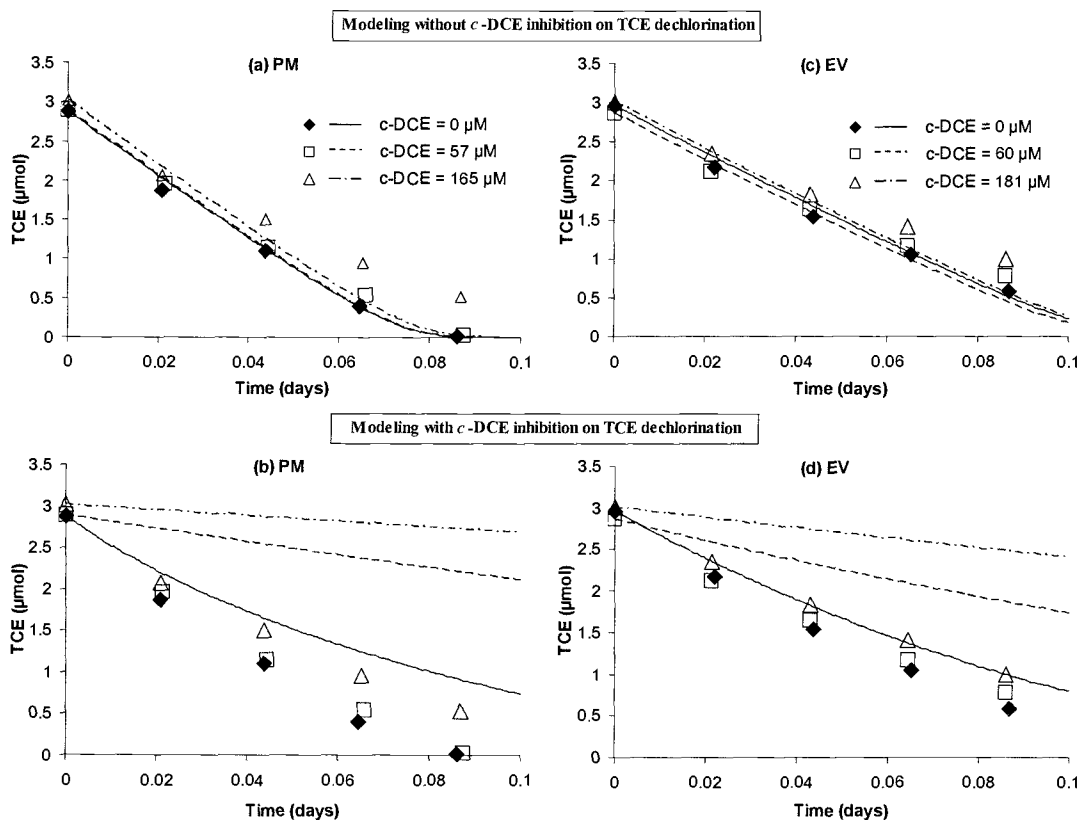 Modeling without c-DCE inhibition on TCE dechlorination
(a) PM
TCE (µmol)
3.5
3
2.5
2
1.5
1
0.5
0
c-DCE = 0 µM
c-DCE = 57 µM
c-DCE = 165 µM
0 0.02 0.04 0.06 0.08 0.1
Time (days)
(c) EV
TCE (µmol)
3.5
3
2.5
2
1.5
1
0.5
0
c-DCE = 0 µM
c-DCE = 60 µM
c-DCE = 181 µM
0 0.02 0.04 0.06 0.08 0.1
Time (days)
Modeling with c-DCE inhibition on TCE dechlorination
(b) PM
TCE (µmol)
3.5
3
2.5
2
1.5
1
0.5
0
0 0.02 0.04 0.06 0.08 0.1
Time (days)
(d) EV
TCE (µmol)
3.5
3
2.5
2
1.5
1
0.5
0
0 0.02 0.04 0.06 0.08 0.1
Time (days)